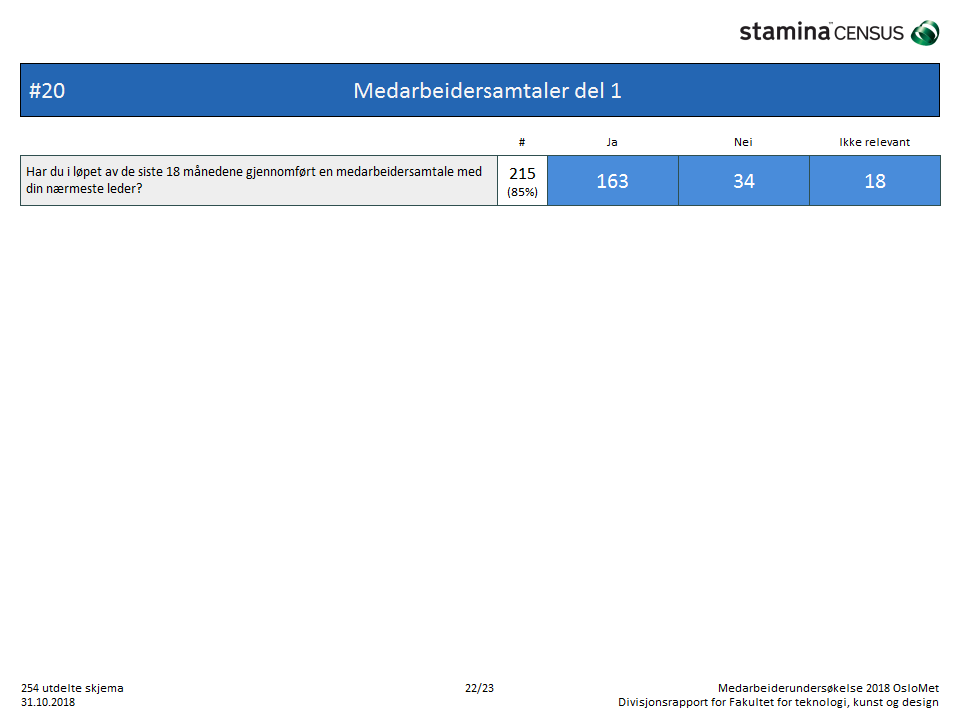 stamina™ CENSUS
#20 Medarbeidersamtaler del 1
# Ja Nei Ikke relevant
Har du i løpet av de siste 18 månedene gjennomført en medarbeidersamtale med
din nærmeste leder?
215
(85%)
163 34 18
254 utdelte skjema
31.10.2018
22/23
Medarbeiderundersøkelse 2018 OsloMet
Divisjonsrapport for Fakultet for teknologi, kunst og design